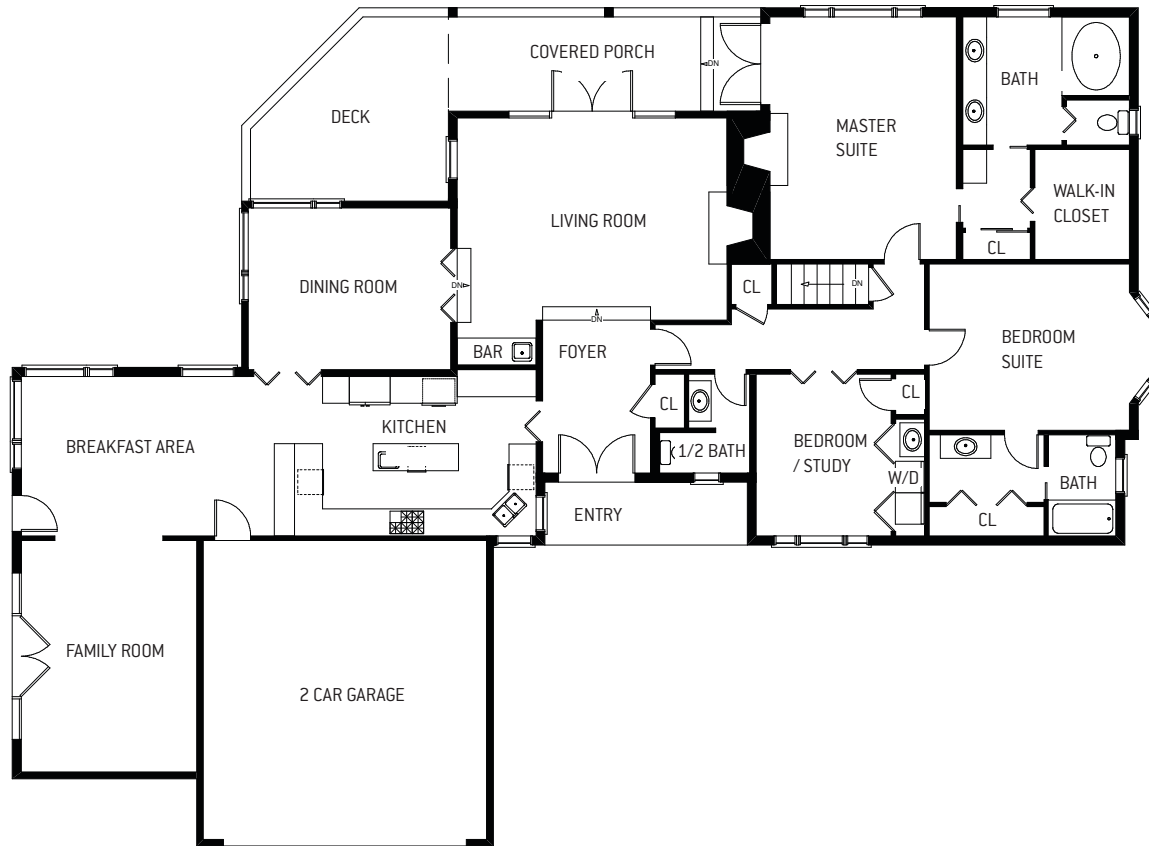 COVERED PORCH
DN
BATH
DECK
MASTER
SUITE
WALK-IN
CLOSET
LIVING ROOM
CL
DINING ROOM
DN
CL
DN
DN
BAR
FOYER
BEDROOM
SUITE
CL
CL
KITCHEN
BREAKFAST AREA
1/2 BATH
BEDROOM
/ STUDY
W/D
BATH
ENTRY
CL
FAMILY ROOM
2 CAR GARAGE